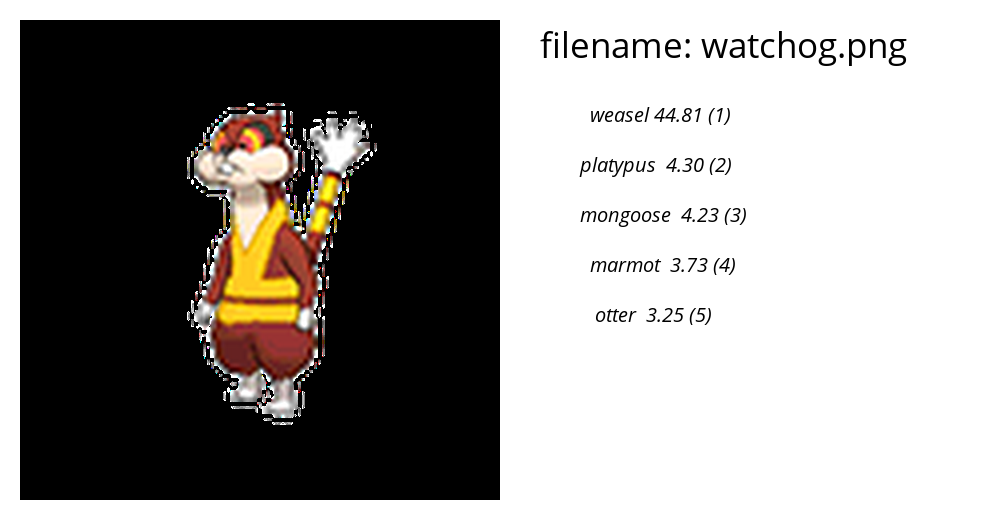 filename: watchog.png
weasel 44.81 (1)
platypus 4.30 (2)
mongoose 4.23 (3)
marmot 3.73 (4)
otter 3.25 (5)